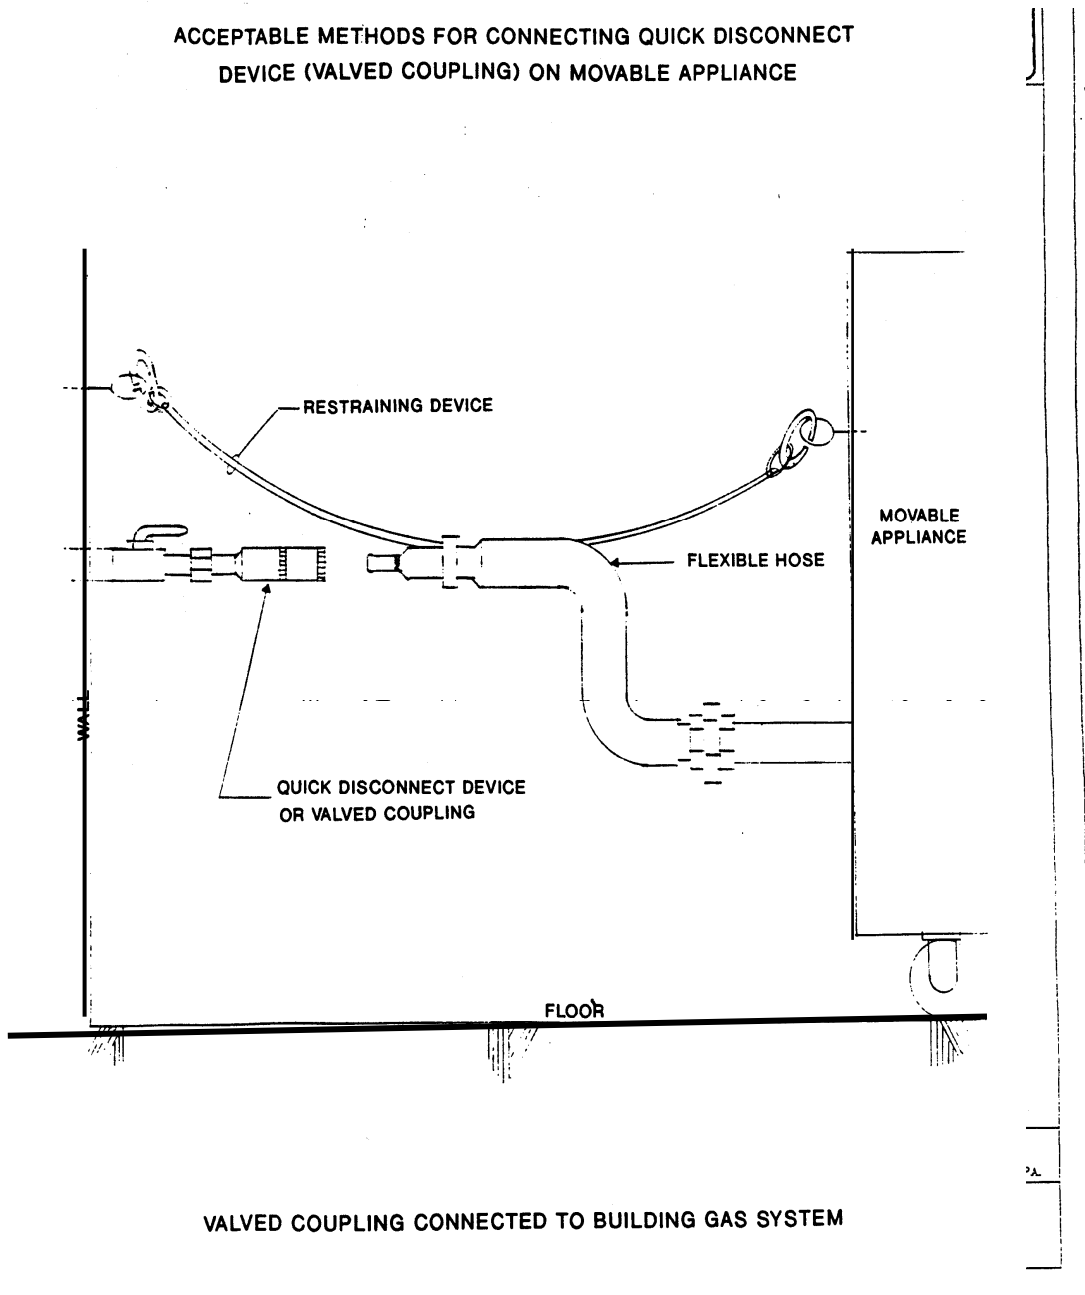 ACCEPTABLE METHODS FOR CONNECTING QUICK DISCONNECT
DEVICE (VALVED COUPLING) ON MOVABLE APPLIANCE
RESTRAINING DEVICE
MOVABLE
APPLIANCE
FLEXIBLE HOSE
WALL
QUICK DISCONNECT DEVICE
OR VALVED COUPLING
FLOOR
VALVED COUPLING CONNECTED TO BUILDING GAS SYSTEM